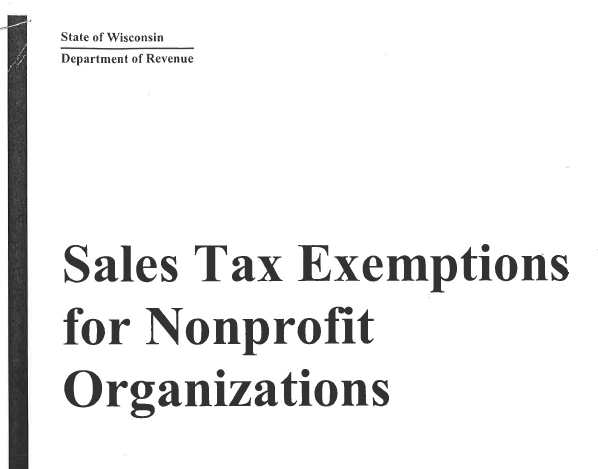 State of Wisconsin
Department of Revenue
Sales Tax Exemptions
for Nonprofit
Organizations